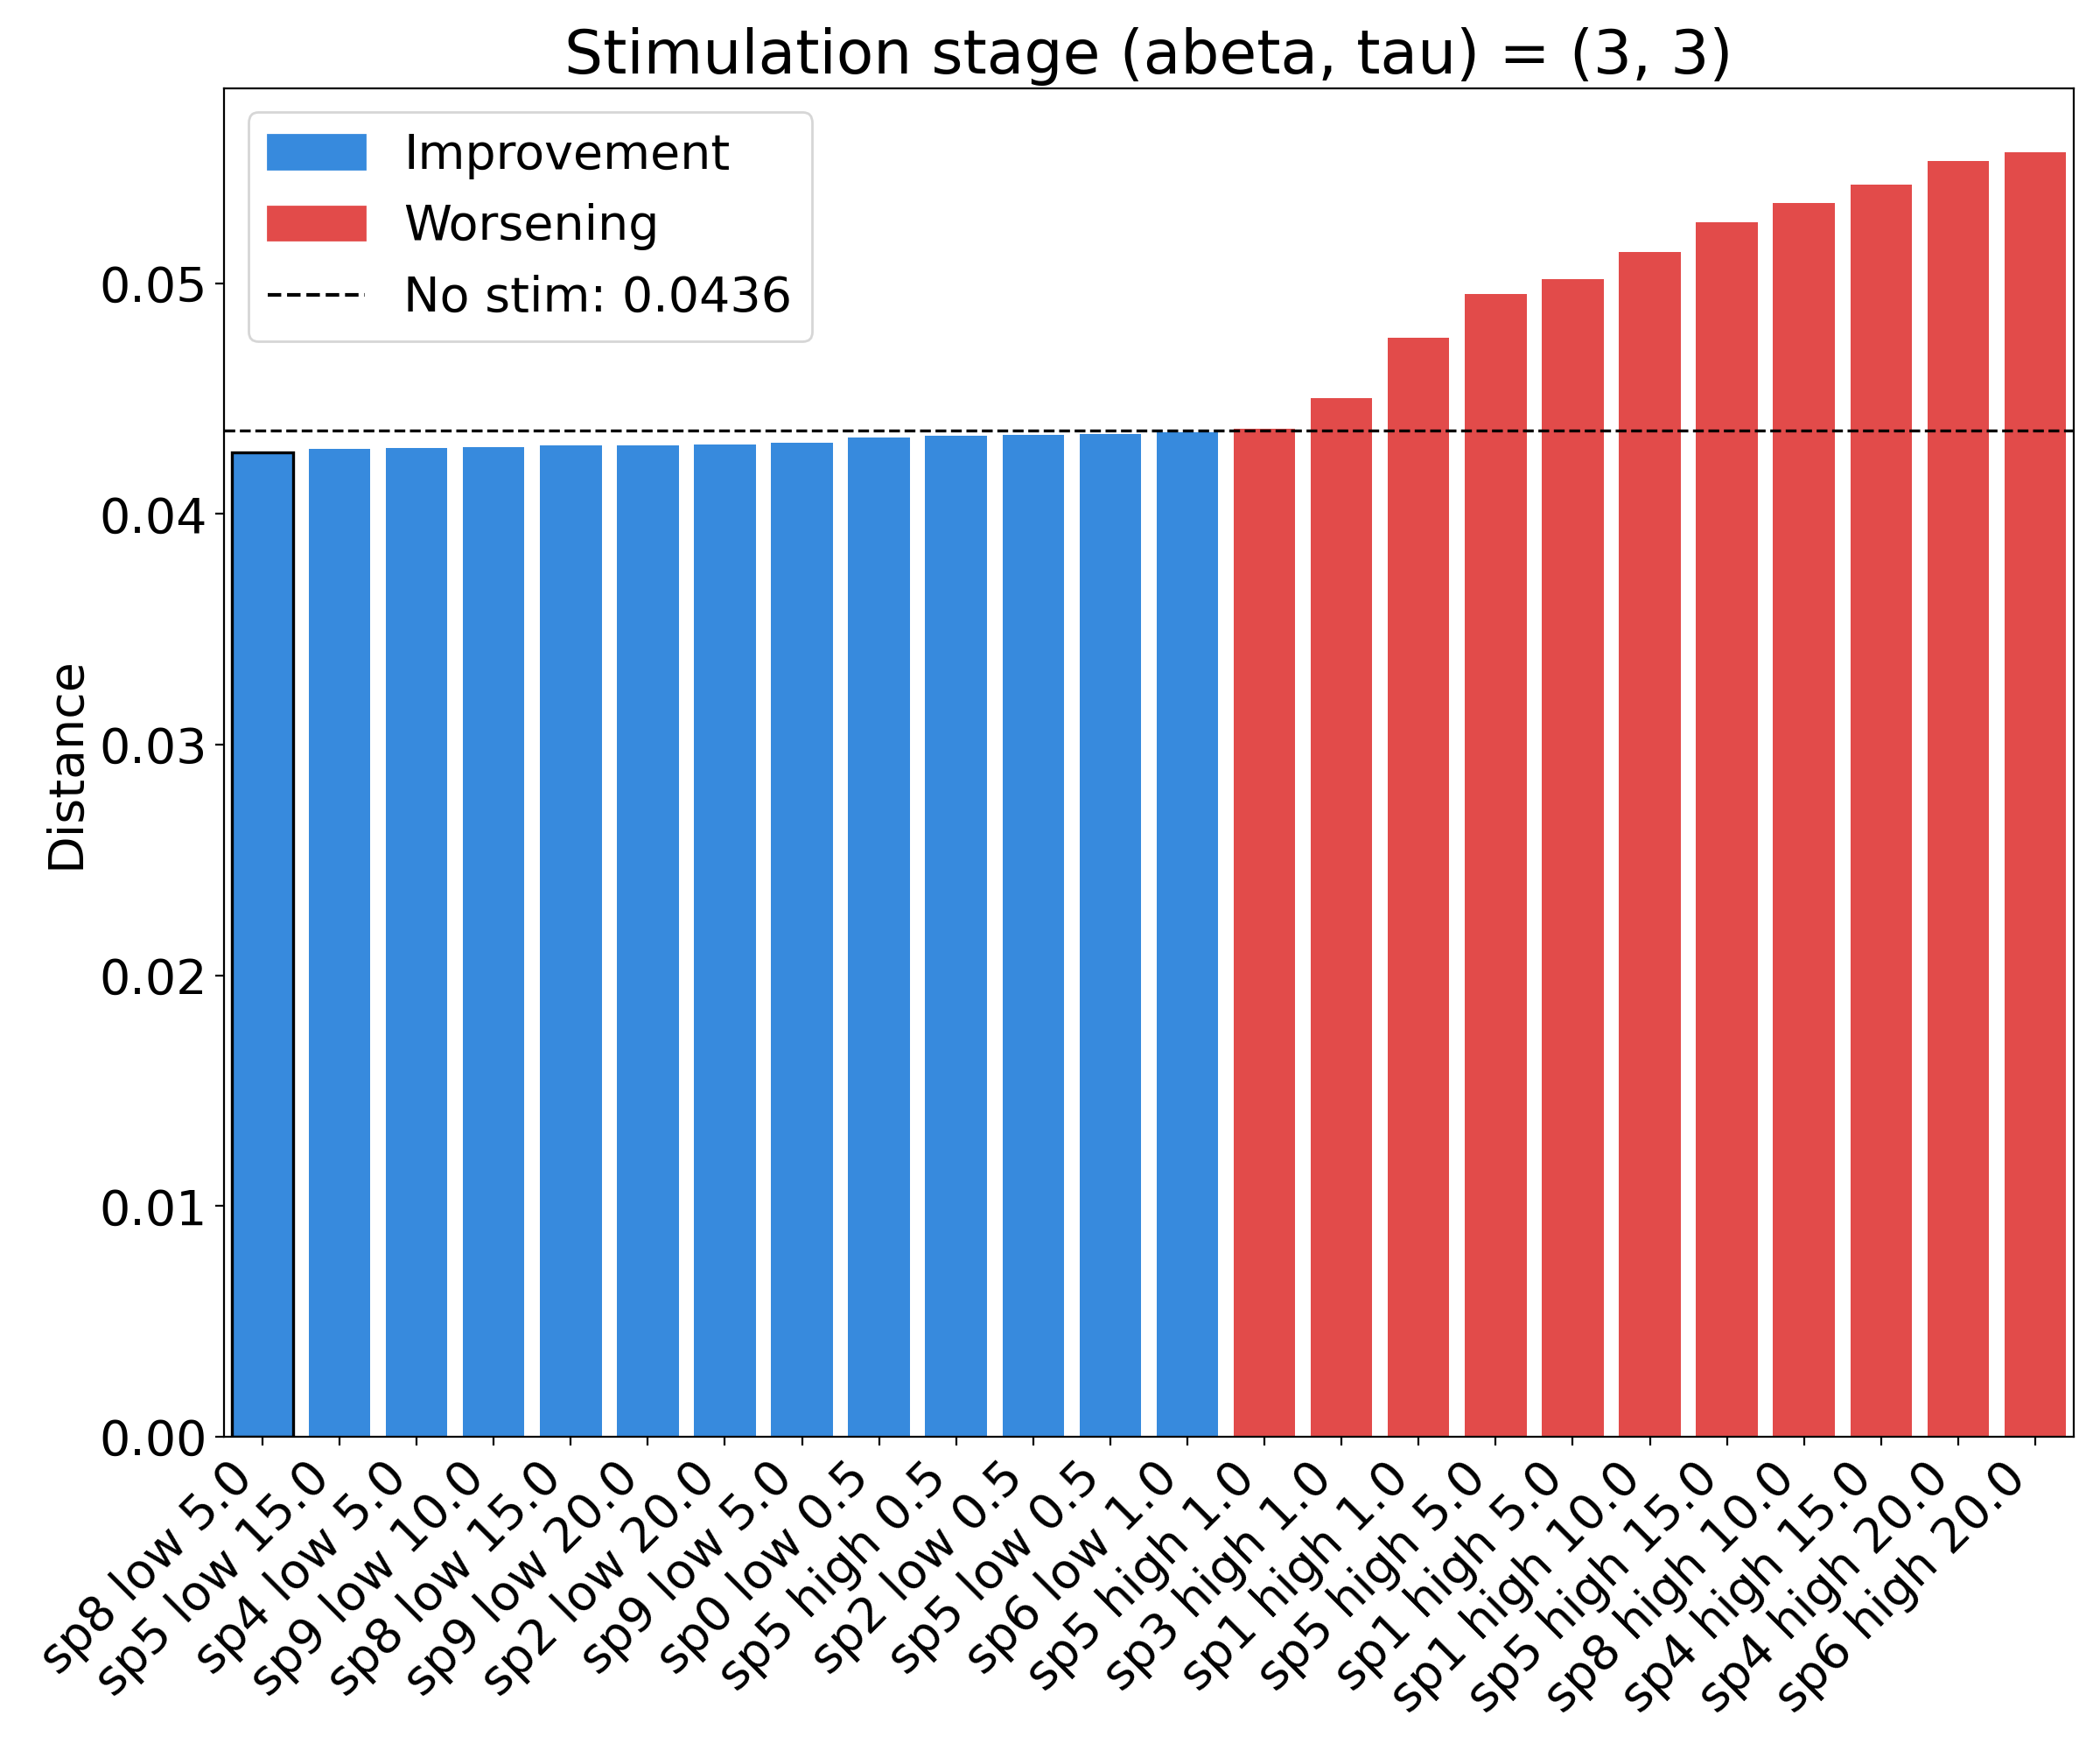 Stimulation stage (abeta, tau) = (3, 3)
Improvement
Worsening
No stim: 0.0436
Distance
0.05
0.04
0.03
0.02
0.01
0.00
sp8 low 5.0
sp5 low 15.0
sp4 low 5.0
sp9 low 10.0
sp8 low 15.0
sp9 low 20.0
sp2 low 20.0
sp9 low 5.0
sp0 low 0.5
sp5 high 0.5
sp2 low 0.5
sp5 low 0.5
sp6 low 1.0
sp5 high 1.0
sp3 high 1.0
sp1 high 1.0
sp5 high 5.0
sp1 high 5.0
sp1 high 10.0
sp5 high 15.0
sp8 high 10.0
sp4 high 15.0
sp4 high 20.0
sp6 high 20.0